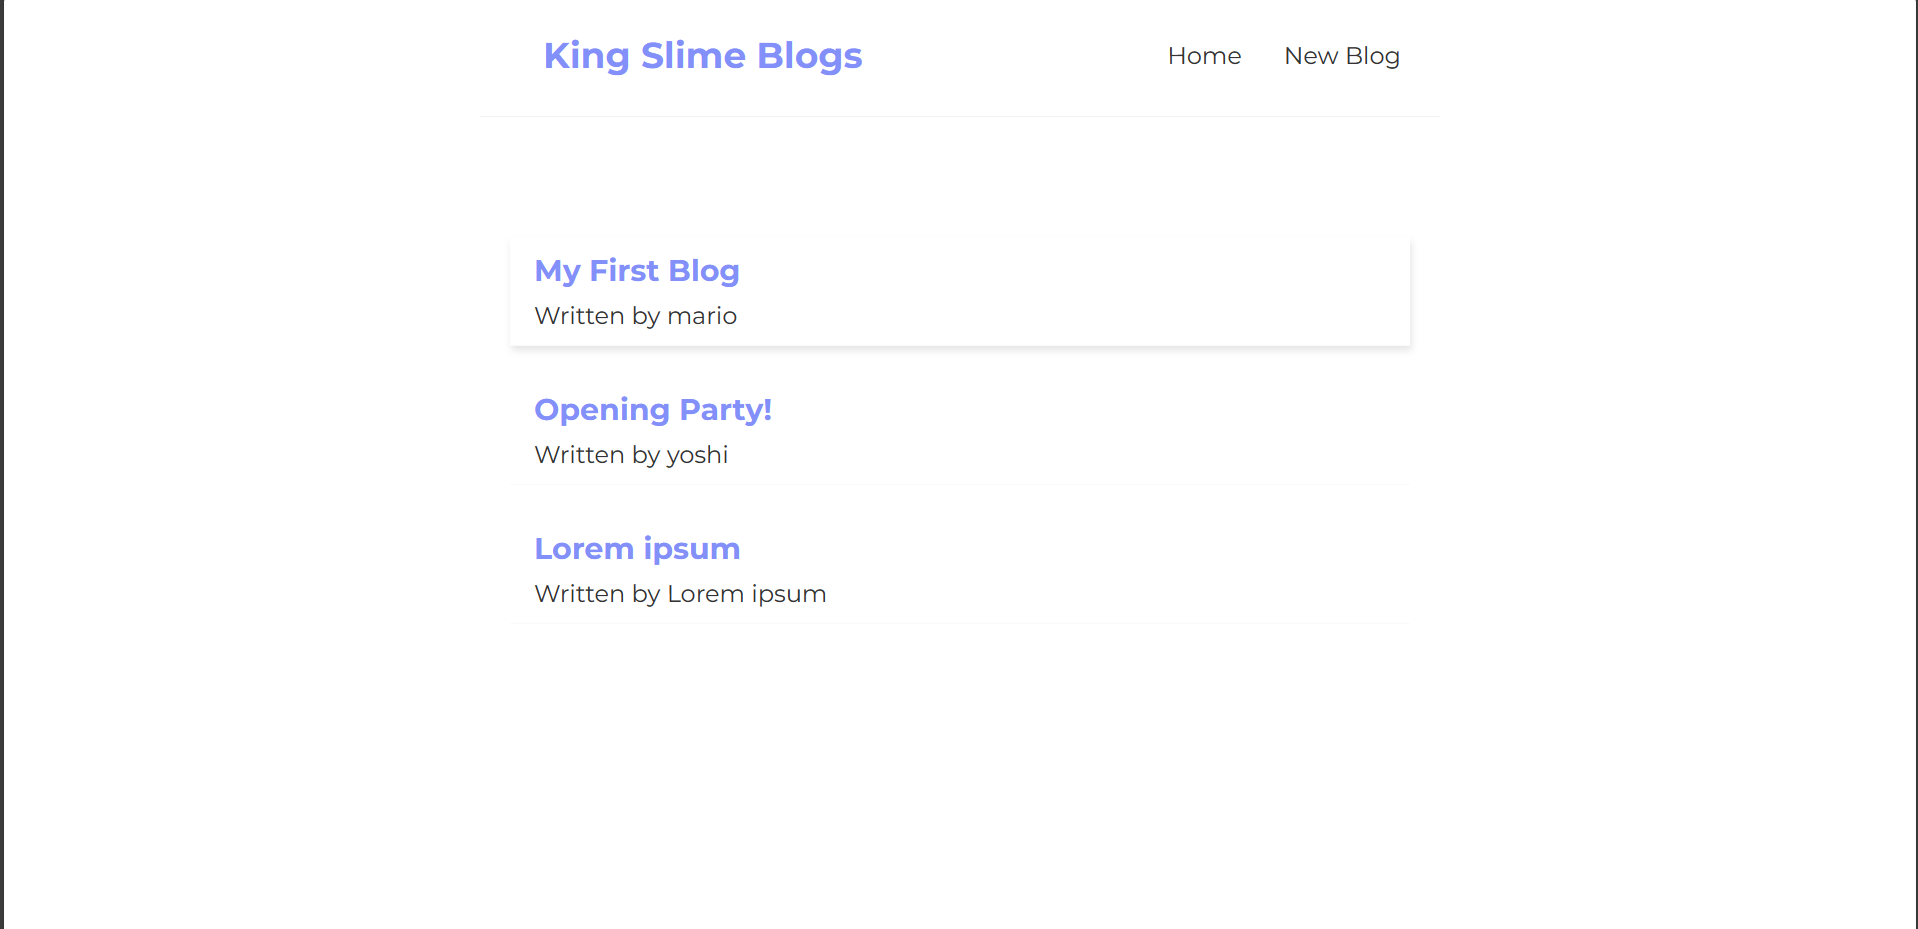 King Slime Blogs
Home
New Blog
My First Blog
Written by mario
Opening Party!
Written by yoshi
Lorem ipsum
Written by Lorem ipsum